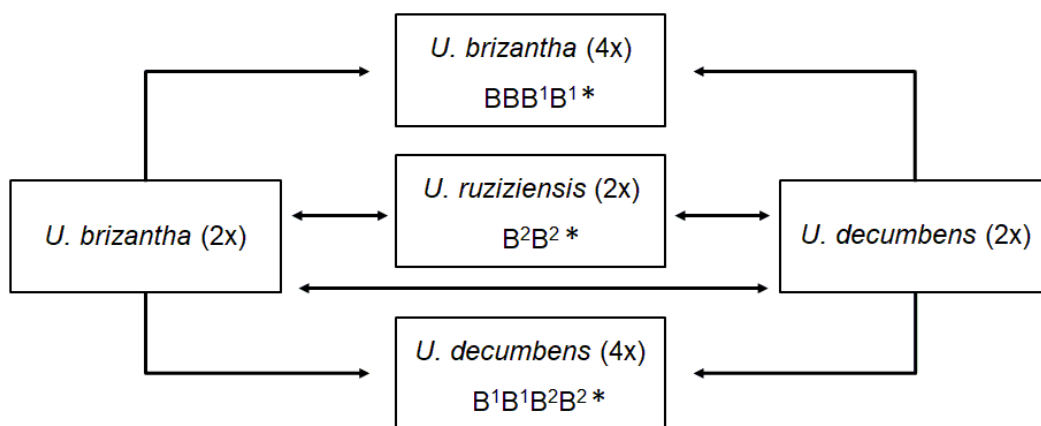 U. brizantha (4x)
BBB¹B¹*
U. brizantha (2x)
U. ruziziensis (2x)
B²B²*
U. decumbens (2x)
U. decumbens (4x)
B¹B¹B²B²*